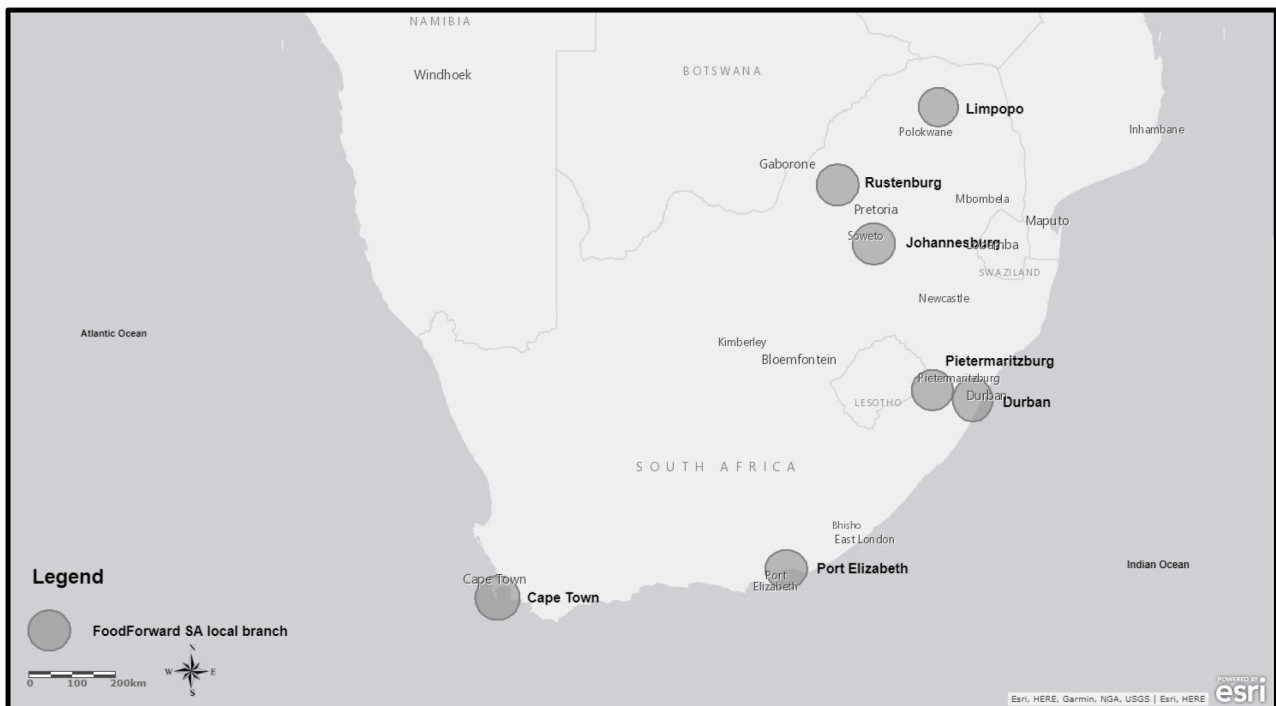 NAMIBIA
Windhoek
BOTSWANA
Limpopo
Polokwane
Inhambane
Gaborone
Rustenburg
Mbombela
Pretoria
Maputo
Soweto
Johannesburg
Lobamba
SWAZILAND
Newcastle
Atlantic Ocean
Kimberley
Bloemfontein
Pietermaritzburg
Pietermaritzburg
Durban
Durban
LESOTHO
SOUTH AFRICA
Bhisho
East London
Port Elizabeth
Port
Elizabeth
Indian Ocean
Cape Town
Cape Town
Legend
FoodForward SA local branch
N
W E
S
0 100 200km
Esri, HERE, Garmin, NGA, USGS | Esri, HERE
POWERED BY
esri